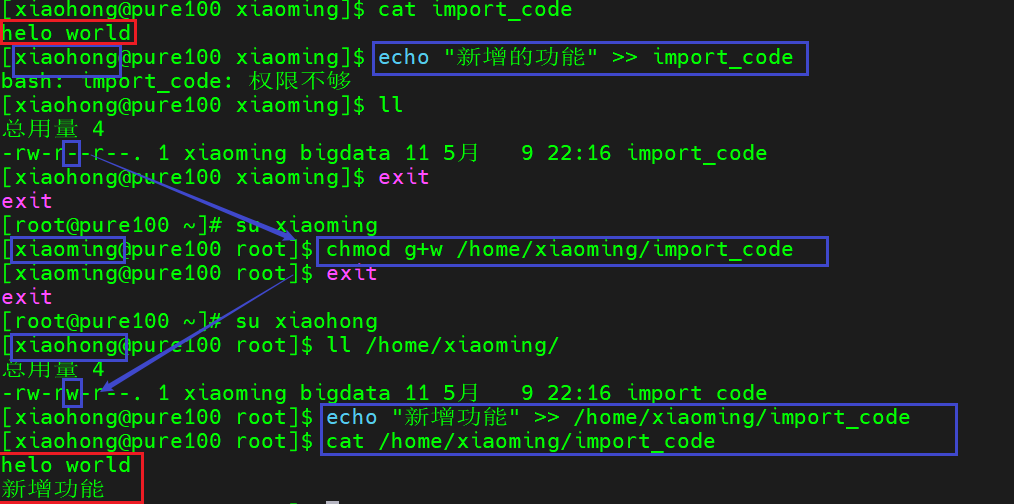 [xiaohong@pure100 xiaoming]$ cat import_code
helo world
[xiaohong@pure100 xiaoming]$ echo "新增的功能" >> import_code
bash: import_code: 权限不够
[xiaohong@pure100 xiaoming]$ ll
总用量 4
-rw-r--r--. 1 xiaoming bigdata 11 5月   9 22:16 import_code
[xiaohong@pure100 xiaoming]$ exit
exit
[root@pure100 ~]# su xiaoming
[xiaoming@pure100 root]$ chmod g+w /home/xiaoming/import_code
[xiaoming@pure100 root]$ exit
exit
[root@pure100 ~]# su xiaohong
[xiaohong@pure100 root]$ ll /home/xiaoming/
总用量 4
-rw-rw-r--. 1 xiaoming bigdata 11 5月   9 22:16 import_code
[xiaohong@pure100 root]$ echo "新增功能" >> /home/xiaoming/import_code
[xiaohong@pure100 root]$ cat /home/xiaoming/import_code
helo world
新增功能